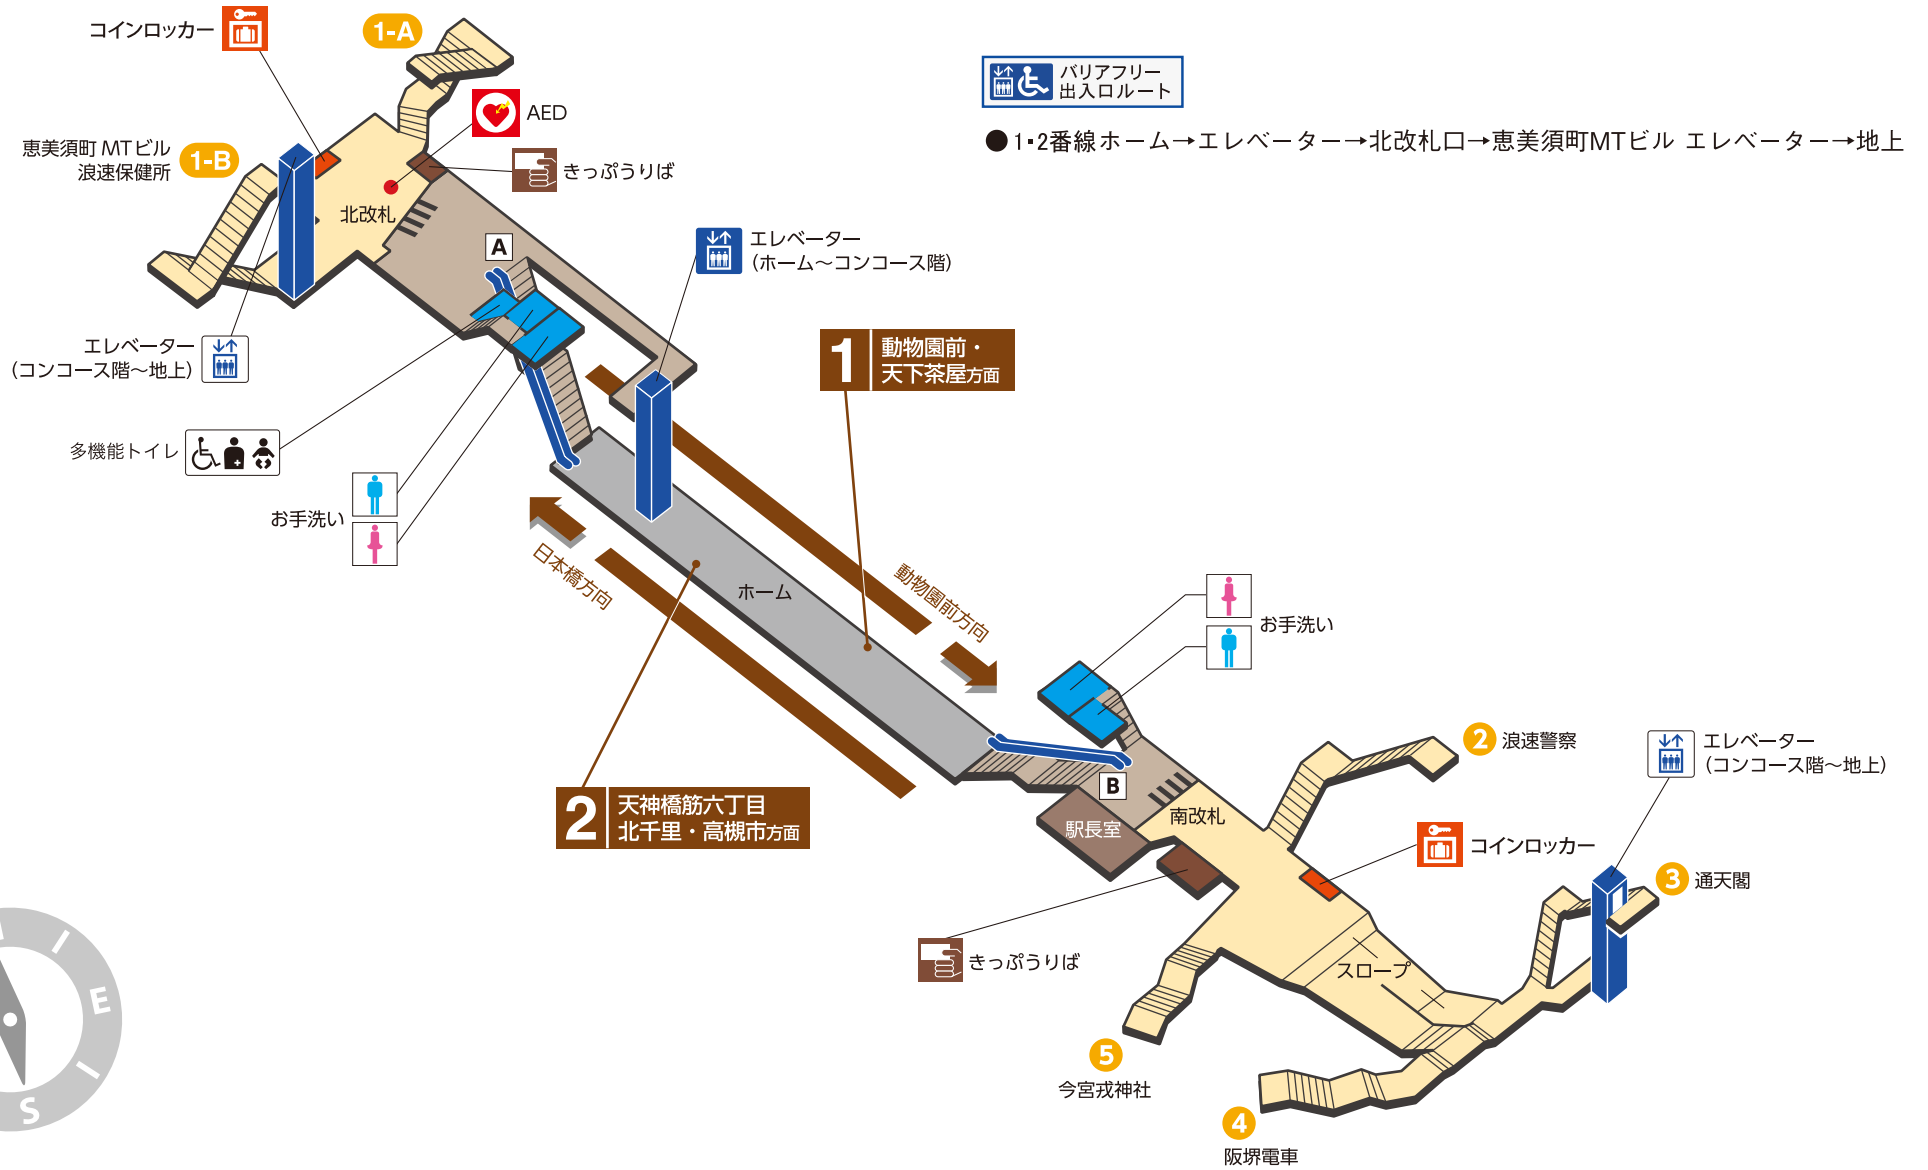 コインロッカー
1-A
AED
バリアフリー
出入口ルート
●1・2番線ホーム→エレベーター→北改札口→恵美須町MTビル エレベーター→地上
恵美須町 MTビル
浪速保健所
1-B
きっぷうりば
北改札
A
エレベーター
(ホーム～コンコース階)
エレベーター
(コンコース階～地上)
1
動物園前・
天下茶屋方面
多機能トイレ
お手洗い
日本橋方向
ホーム
動物園前方向
お手洗い
2
天神橋筋六丁目
北千里・高槻市方面
B
駅長室
南改札
2 浪速警察
エレベーター
(コンコース階～地上)
コインロッカー
3 通天閣
きっぷうりば
スロープ
5
今宮戎神社
4
阪堺電車
E
S